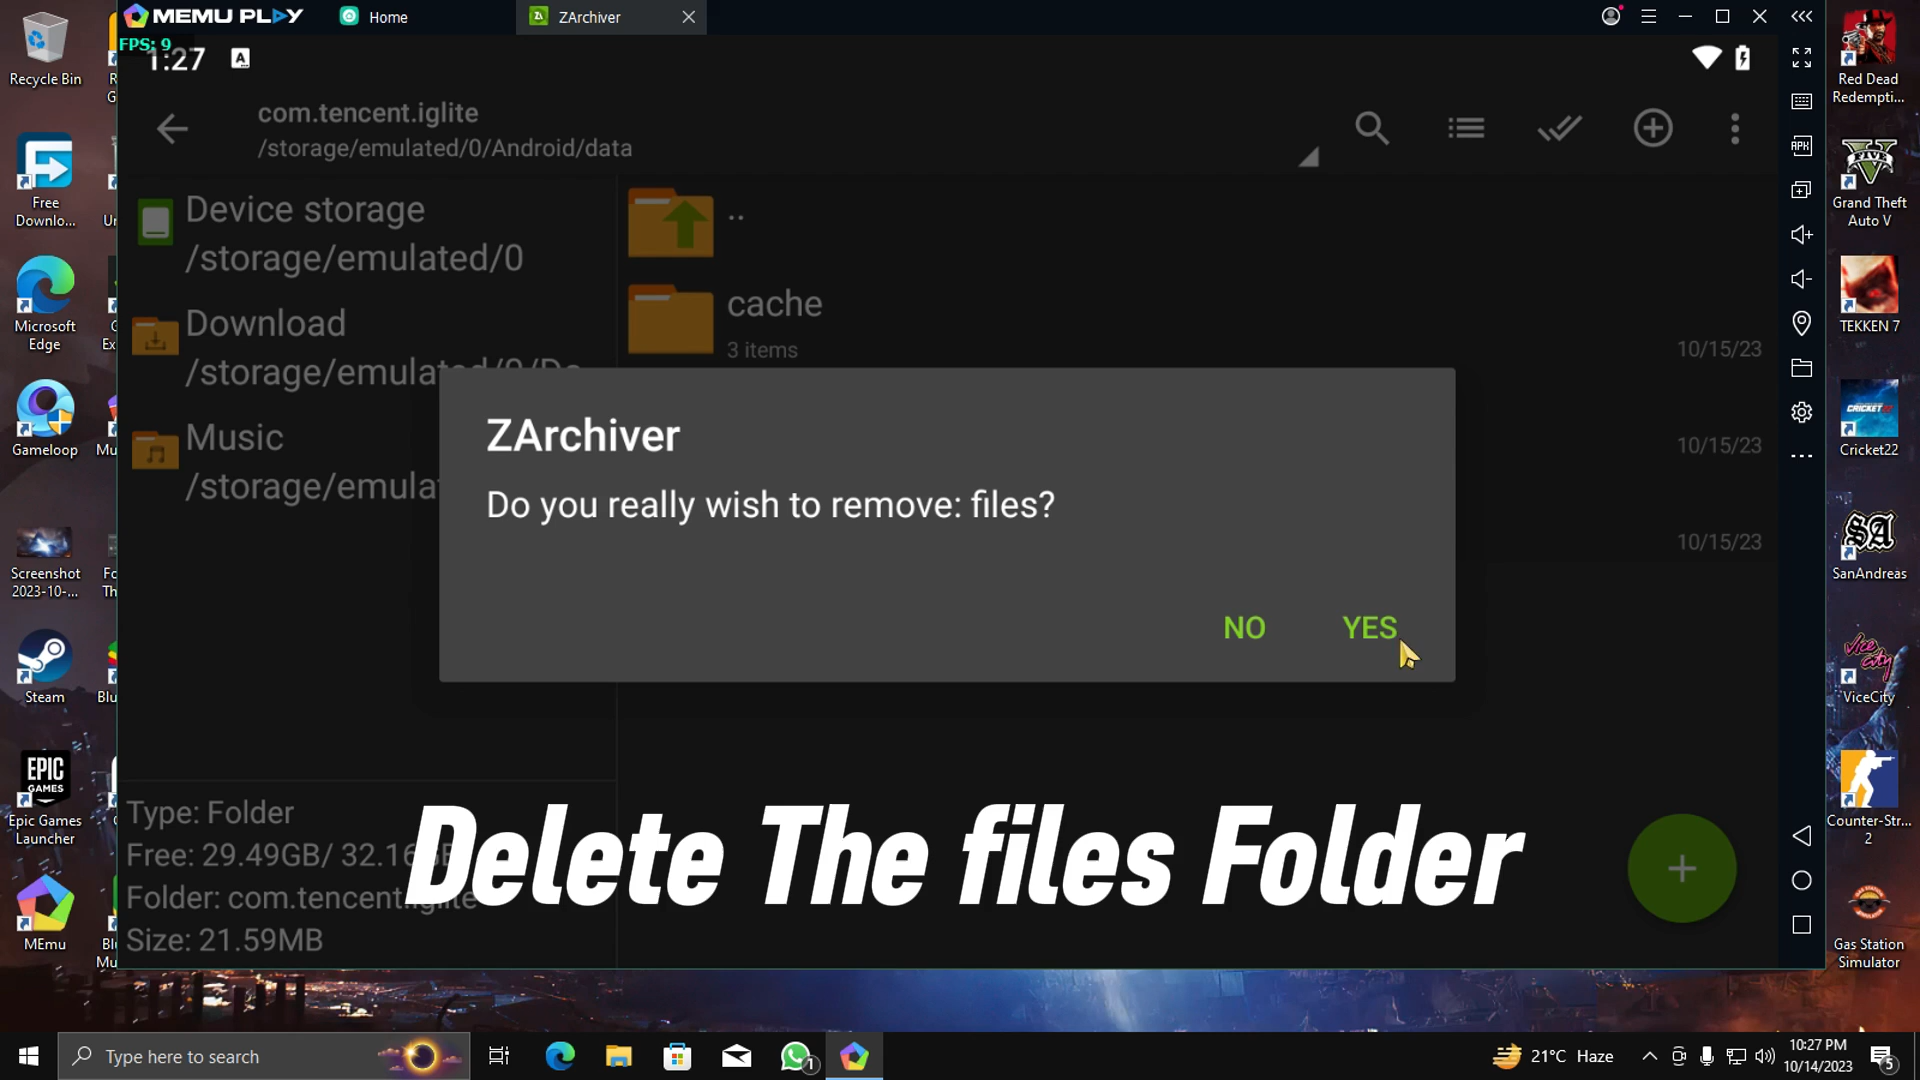 MEMU PLAY
Home
ZArchiver
FPS: 9
1:27
com.tencent.iglite
/storage/emulated/0/Android/data
Device storage
/storage/emulated/0
Download
Music
..
cache
3 items
10/15/23
10/15/23
10/15/23
ZArchiver
Do you really wish to remove: files?
NO
YES
Delete The files Folder
Type: Folder
Free: 29.49GB/
Folder: com.tencent.iglite
Size: 21.59MB
Recycle Bin
Free
Downlo...
Microsoft
Edge
Gameloop
Screenshot
2023-10-...
Steam
EPIC
GAMES
Epic Games
Launcher
MEmu
Red Dead
Redempti...
Grand Theft
Auto V
TEKKEN 7
Cricket22
SanAndreas
ViceCity
Counter-Str...
2
Gas Station
Simulator
Type here to search
21°C Haze
10:27 PM
10/14/2023
5